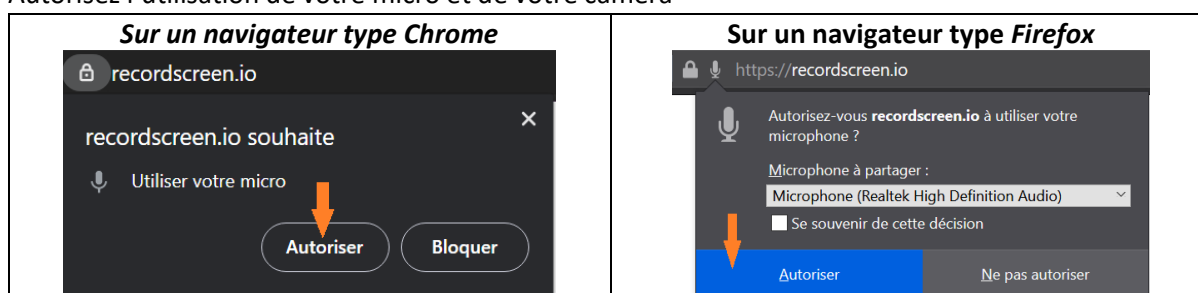 Autorisez l'utilisation de votre micro et de votre caméra
Sur un navigateur type Chrome
recordscreen.io
recordscreen.io souhaite
Utiliser votre micro
Autoriser
Bloquer
Sur un navigateur type Firefox
https://recordscreen.io
Autorisez-vous recordscreen.io à utiliser votre
microphone ?
Microphone à partager :
Microphone (Realtek High Definition Audio)
Se souvenir de cette décision
Autoriser
Ne pas autoriser